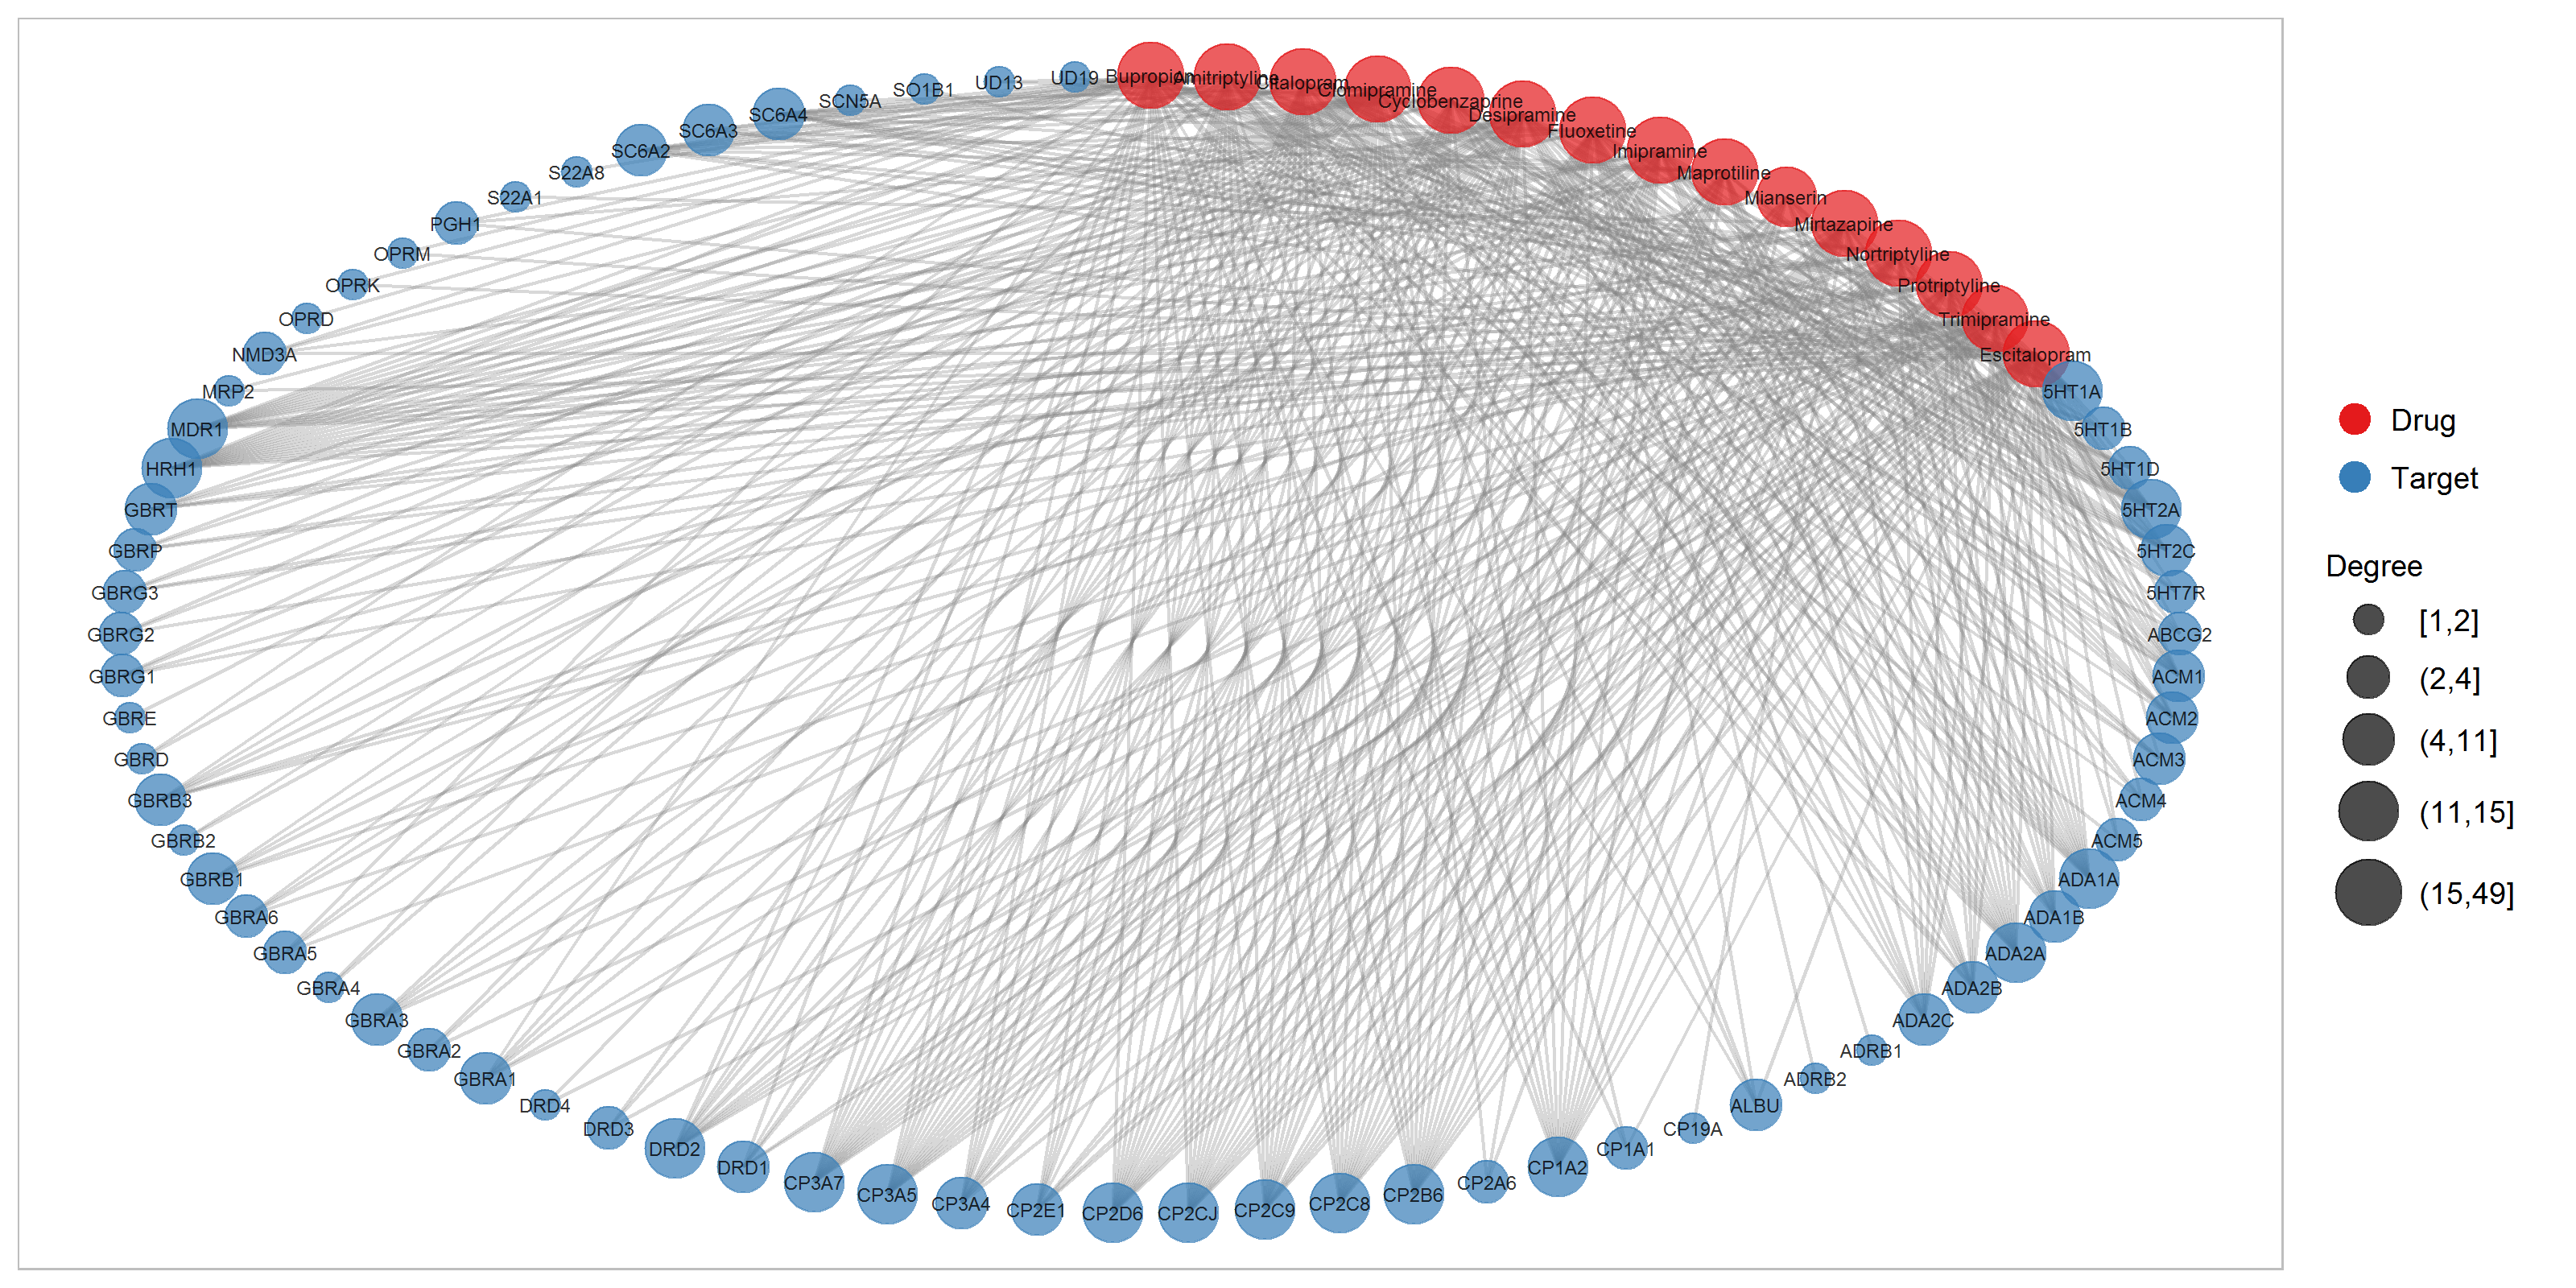 Bupropion
Amitriptyline
Citalopram
Clomipramine
Cyclobenzaprine
Desipramine
Fluoxetine
Imipramine
Maprotiline
Mianserin
Mirtazapine
Nortriptyline
Protriptyline
Trimipramine
Escitalopram
5HT1A
5HT1B
5HT1D
5HT2A
5HT2C
5HT7R
ABCG2
ACM1
ACM2
ACM3
ACM4
ACM5
ADA1A
ADA1B
ADA2A
ADA2B
ADA2C
ADRB1
ADRB2
ALBU
CP19A
CP1A1
CP1A2
CP2A6
CP2B6
CP2C8
CP2C9
CP2CJ
CP2D6
CP2E1
CP3A4
CP3A5
CP3A7
DRD1
DRD2
DRD3
DRD4
GBRA1
GBRA2
GBRA3
GBRA4
GBRA5
GBRA6
GBRB1
GBRB2
GBRB3
GBRD
GBRE
GBRG1
GBRG2
GBRG3
GBRP
GBRT
HRH1
MDR1
MRP2
NMD3A
OPRD
OPRK
OPRM
PGH1
S22A1
S22A8
SC6A2
SC6A3
SC6A4
SCN5A
SO1B1
UD13
UD19
Drug
Target
Degree
[1,2]
(2,4]
(4,11]
(11,15]
(15,49]